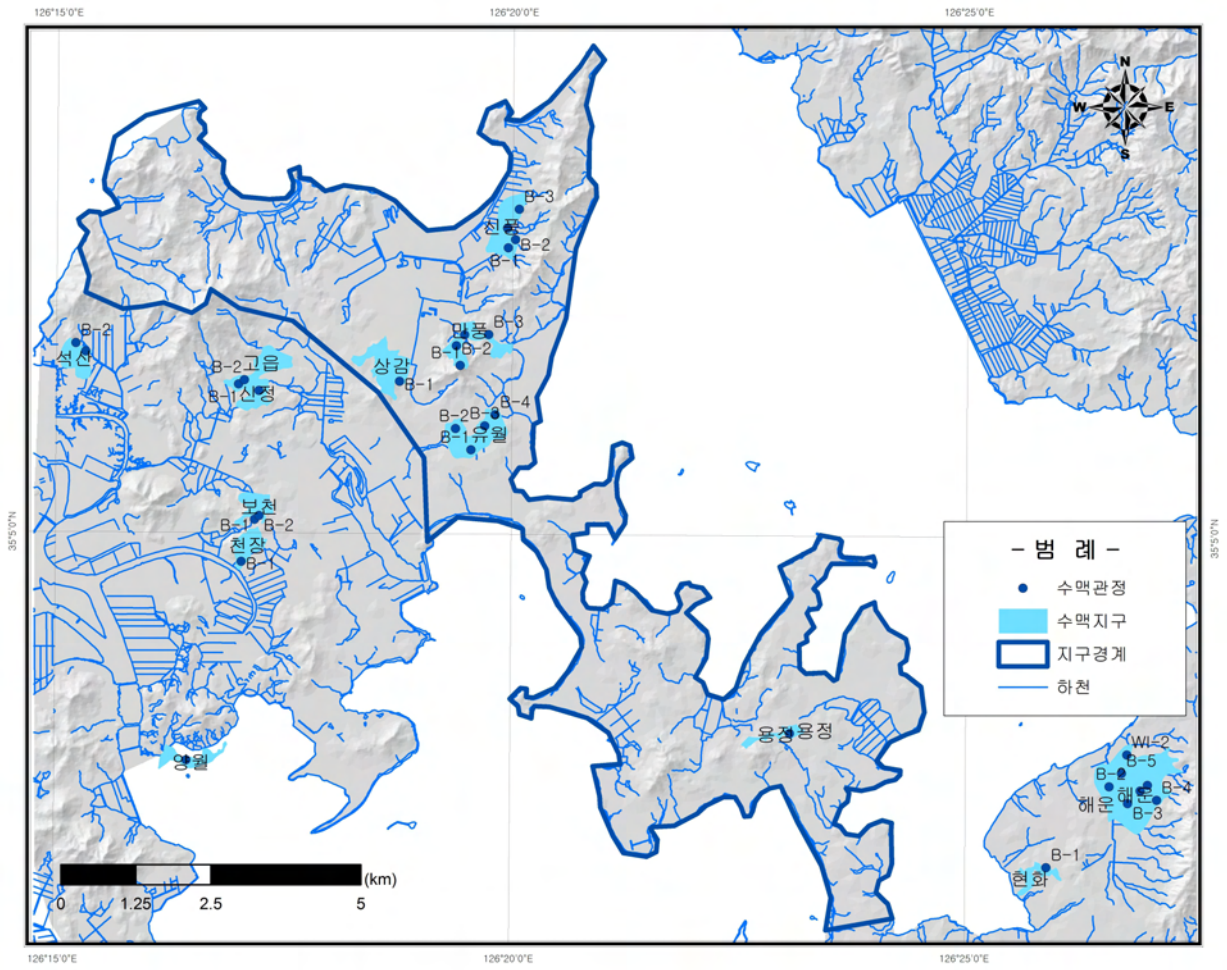 126°15'0"E
126°20'0"E
126°25'0"E
N
W
E
S
B-3
진풍
B-2
B-1
B-2
석산
만풍
B-3
B-1
B-2
B-2
고읍
B-1
신정
상감
B-1
B-2
B-3
B-4
B-1
유월
보천
B-1
B-2
천장
B-1
35°5'0"N
35°5'0"N
- 범 례 -
수맥관정
수맥지구
지구경계
하천
양월
용정
용정
WI-2
B-5
B-4
해운
해운
B-3
B-1
현화
(km)
0
1.25
2.5
5
126°15'0"E
126°20'0"E
126°25'0"E